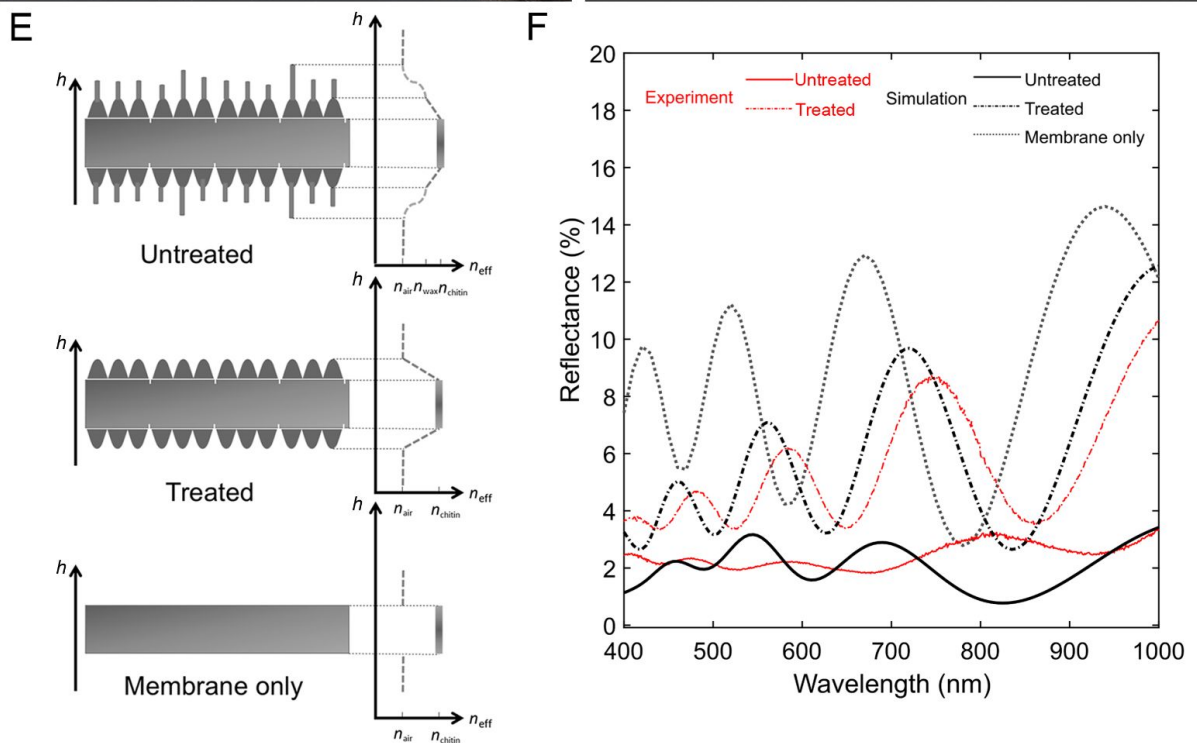 E
h
h
Untreated
n_eff
n_air n_wax n_chitin
h
h
Treated
n_eff
n_air n_chitin
h
h
Membrane only
n_eff
n_air n_chitin
F
20
18
16
14
12
10
8
6
4
2
0
Reflectance (%)
Experiment
Untreated
Treated
Simulation
Untreated
Treated
Membrane only
400 500 600 700 800 900 1000
Wavelength (nm)